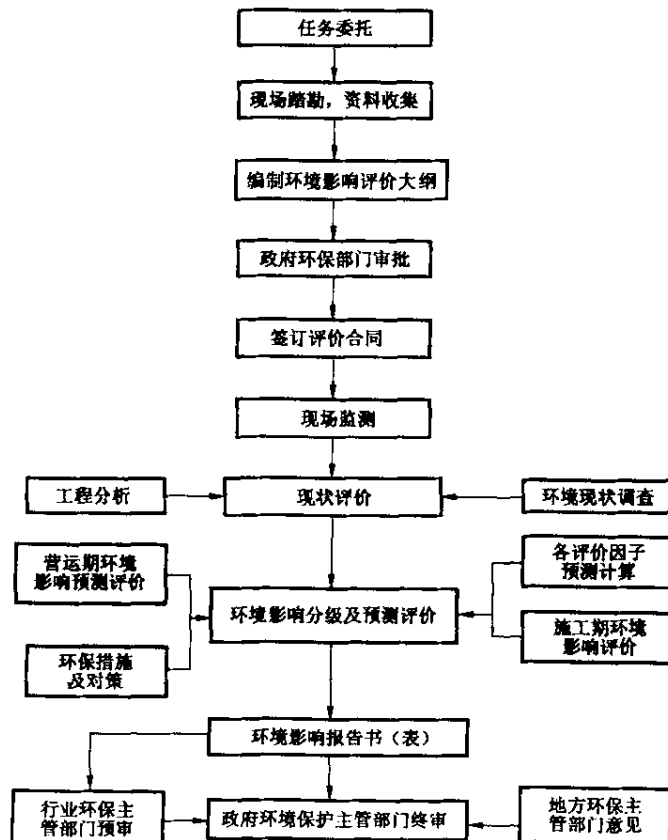 任务委托
现场踏勘，资料收集
编制环境影响评价大纲
政府环保部门审批
签订评价合同
现场监测
工程分析
现状评价
环境现状调查
营运期环境
影响预测评价
各评价因子
预测计算
环境影响分级及预测评价
环保措施
及对策
施工期环境
影响评价
环境影响报告书（表）
行业环保主
管部门预审
政府环境保护主管部门终审
地方环保主
管部门意见